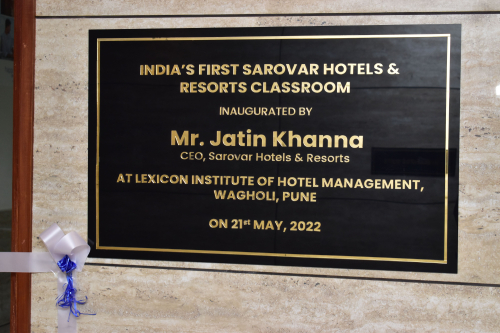 INDIA'S FIRST SAROVAR HOTELS &
RESORTS CLASSROOM
INAUGURATED BY
Mr. Jatin Khanna
CEO, Sarovar Hotels & Resorts
AT LEXICON INSTITUTE OF HOTEL MANAGEMENT,
WAGHOLI, PUNE
ON 21st MAY, 2022